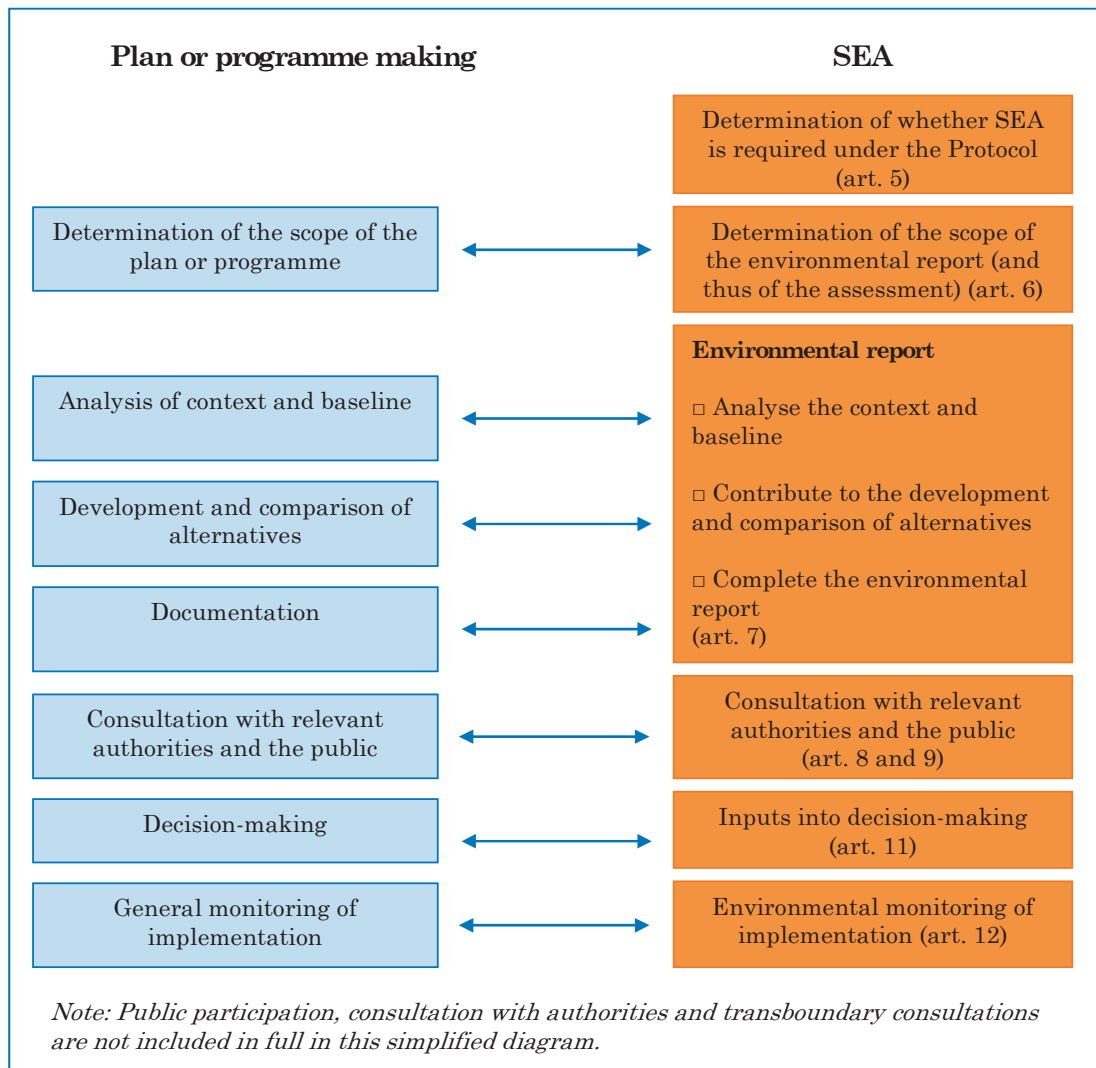 Plan or programme making
SEA
Determination of whether SEA
is required under the Protocol
(art. 5)
Determination of the scope of the
plan or programme
Determination of the scope of
the environmental report (and
thus of the assessment) (art. 6)
Environmental report
Analysis of context and baseline
□ Analyse the context and
baseline
Development and comparison of
alternatives
□ Contribute to the development
and comparison of alternatives
Documentation
□ Complete the environmental
report
(art. 7)
Consultation with relevant
authorities and the public
Consultation with relevant
authorities and the public
(art. 8 and 9)
Decision-making
Inputs into decision-making
(art. 11)
General monitoring of
implementation
Environmental monitoring of
implementation (art. 12)
Note: Public participation, consultation with authorities and transboundary consultations
are not included in full in this simplified diagram.